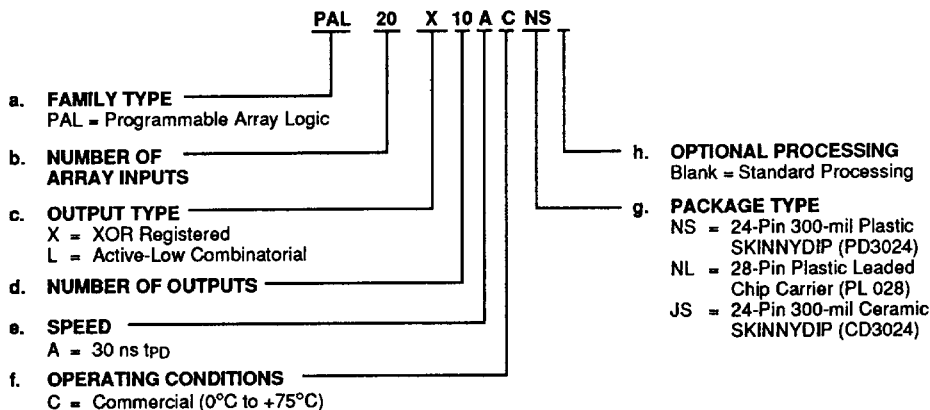 PAL 20 X 10 A C NS
a. FAMILY TYPE
PAL = Programmable Array Logic
b. NUMBER OF
ARRAY INPUTS
c. OUTPUT TYPE
X = XOR Registered
L = Active-Low Combinatorial
d. NUMBER OF OUTPUTS
e. SPEED
A = 30 ns tPD
f. OPERATING CONDITIONS
C = Commercial (0°C to +75°C)
h. OPTIONAL PROCESSING
Blank = Standard Processing
g. PACKAGE TYPE
NS = 24-Pin 300-mil Plastic
SKINNYDIP (PD3024)
NL = 28-Pin Plastic Leaded
Chip Carrier (PL 028)
JS = 24-Pin 300-mil Ceramic
SKINNYDIP (CD3024)